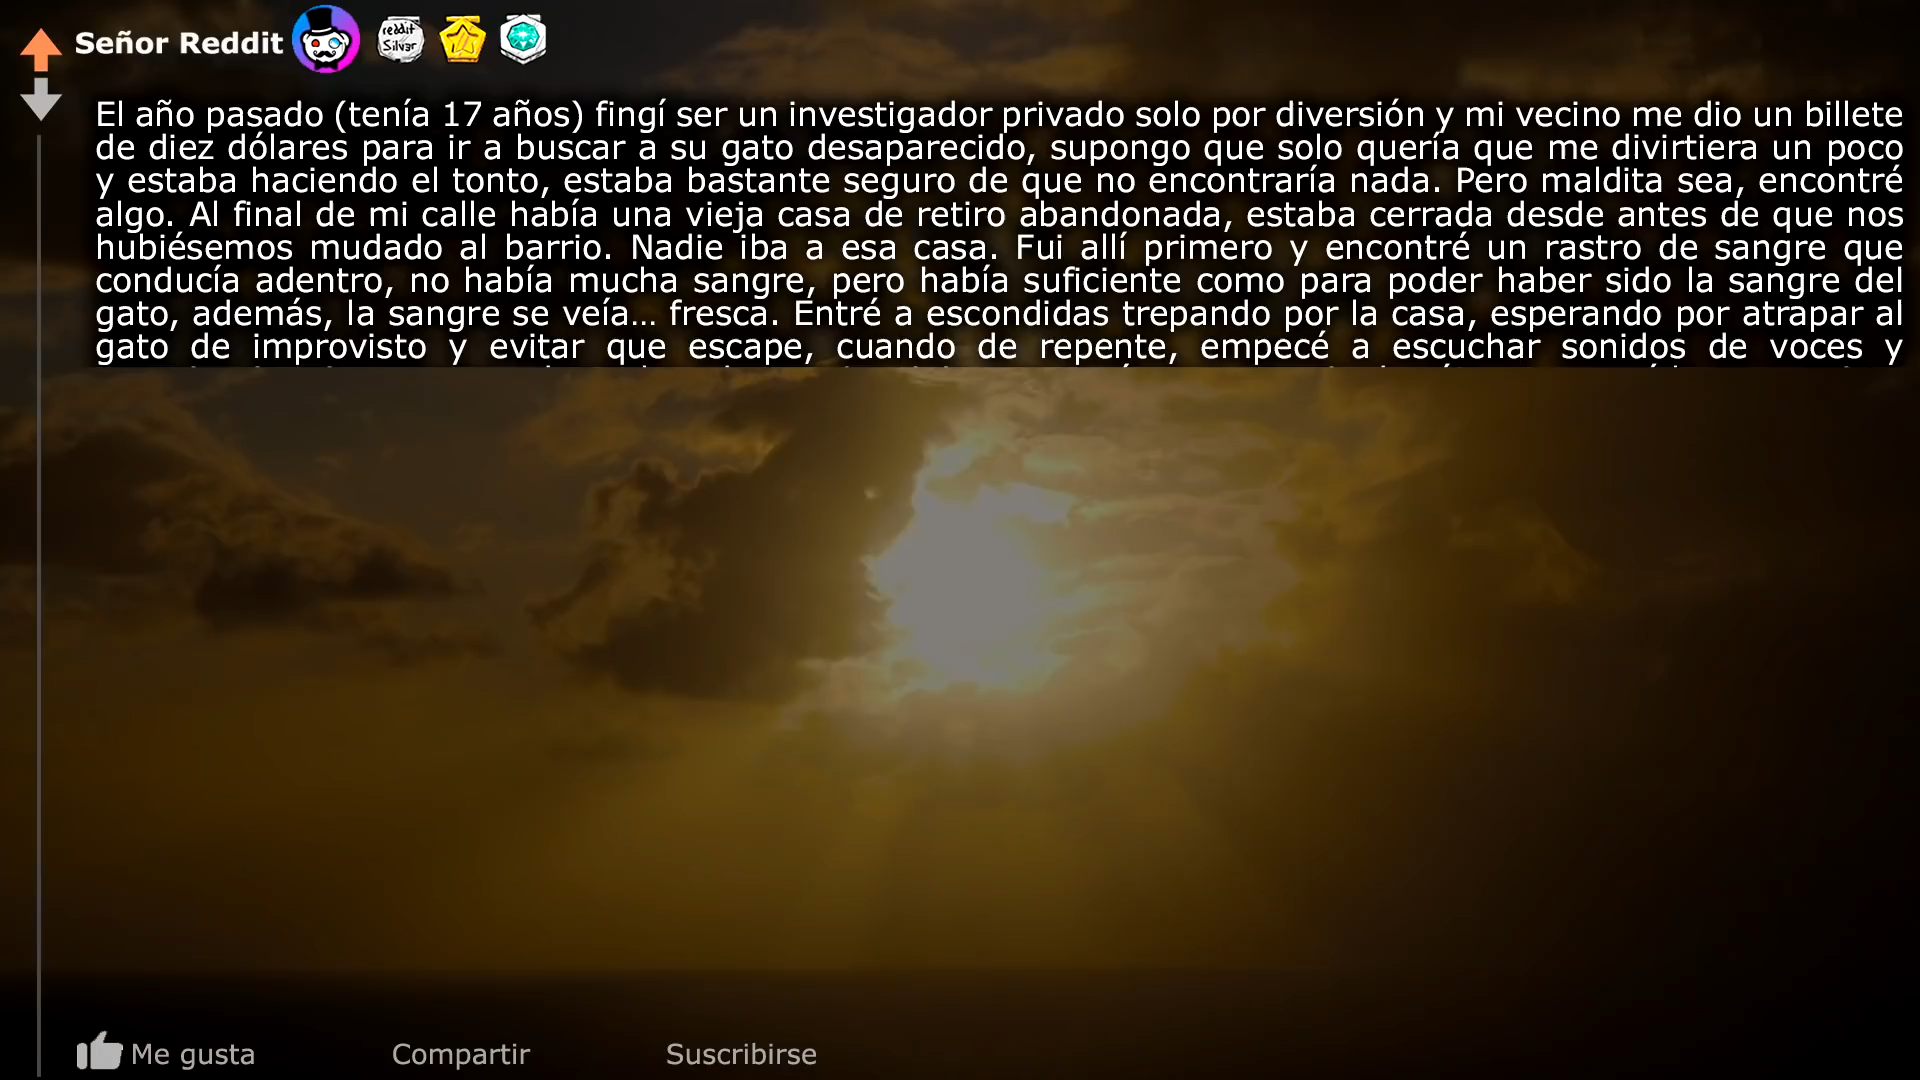 Señor Reddit
reddit
Silver
El año pasado (tenía 17 años) fingí ser un investigador privado solo por diversión y mi vecino me dio un billete
de diez dólares para ir a buscar a su gato desaparecido, supongo que solo quería que me divirtiera un poco
y estaba haciendo el tonto, estaba bastante seguro de que no encontraría nada. Pero maldita sea, encontré
algo. Al final de mi calle había una vieja casa de retiro abandonada, estaba cerrada desde antes de que nos
hubiésemos mudado al barrio. Nadie iba a esa casa. Fui allí primero y encontré un rastro de sangre que
conducía adentro, no había mucha sangre, pero había suficiente como para poder haber sido la sangre del
gato, además, la sangre se veía... fresca. Entré a escondidas trepando por la casa, esperando por atrapar al
gato de improvisto y evitar que escape, cuando de repente, empecé a escuchar sonidos de voces y
Me gusta
Compartir
Suscribirse